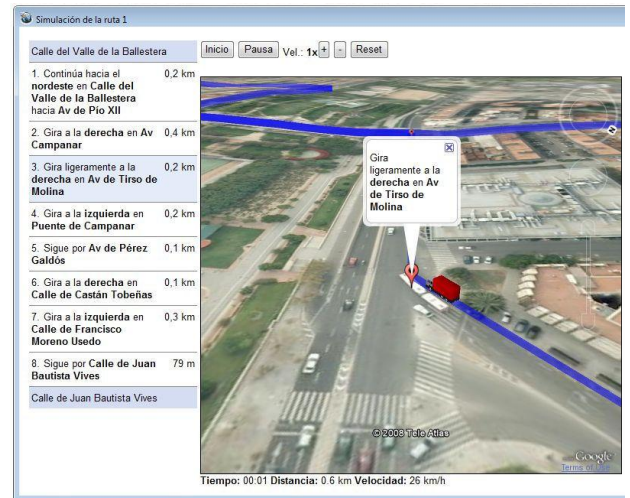 Simulación de la ruta 1
Calle del Valle de la Ballestera
1. Continúa hacia el 0,2 km
nordeste en Calle del
Valle de la Ballestera
hacia Av de Pío XII
2. Gira a la derecha en Av 0,4 km
Campanar
3. Gira ligeramente a la 0,2 km
derecha en Av de Tirso de
Molina
4. Gira a la izquierda en 0,2 km
Puente de Campanar
5. Sigue por Av de Pérez 0,1 km
Galdós
6. Gira a la derecha en 0,1 km
Calle de Castán Tobeñas
7. Gira a la izquierda en 0,3 km
Calle de Francisco
Moreno Usedo
8. Sigue por Calle de Juan 79 m
Bautista Vives
Calle de Juan Bautista Vives
Inicio Pausa Vel.: 1x + - Reset
Gira
ligeramente a la
derecha en Av
de Tirso de
Molina
N
© 2008 Tele Atlas
Google
Terms of Use
Tiempo: 00:01 Distancia: 0.6 km Velocidad: 26 km/h